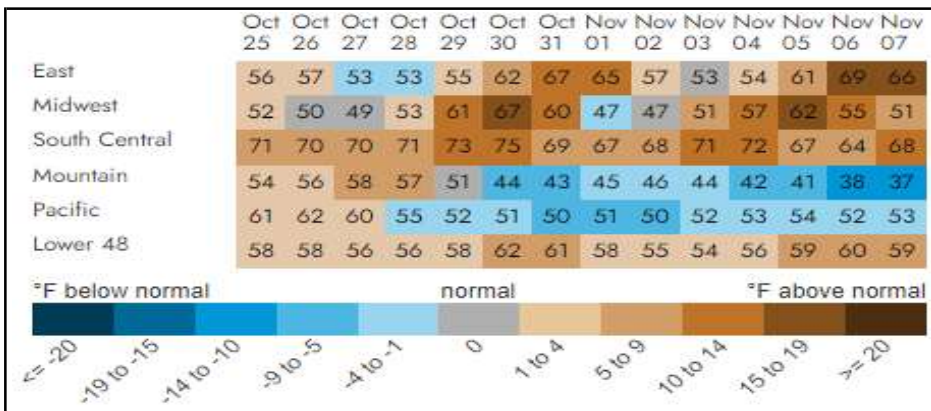 Oct Oct Oct Oct Oct Oct Oct Nov Nov Nov Nov Nov Nov Nov
25 26 27 28 29 30 31 01 02 03 04 05 06 07
East 56 57 53 53 55 62 67 65 57 53 54 61 69 66
Midwest 52 50 49 53 61 67 60 47 47 51 57 62 55 51
South Central 71 70 70 71 73 75 69 67 68 71 72 67 64 68
Mountain 54 56 58 57 51 44 43 45 46 44 42 41 38 37
Pacific 61 62 60 55 52 51 50 51 50 52 53 54 52 53
Lower 48 58 58 56 56 58 62 61 58 55 54 56 59 60 59
°F below normal normal °F above normal
<= -20 -19 to -15 -14 to -10 -9 to -5 -4 to -1 0 1 to 4 5 to 9 10 to 14 15 to 19 >= 20